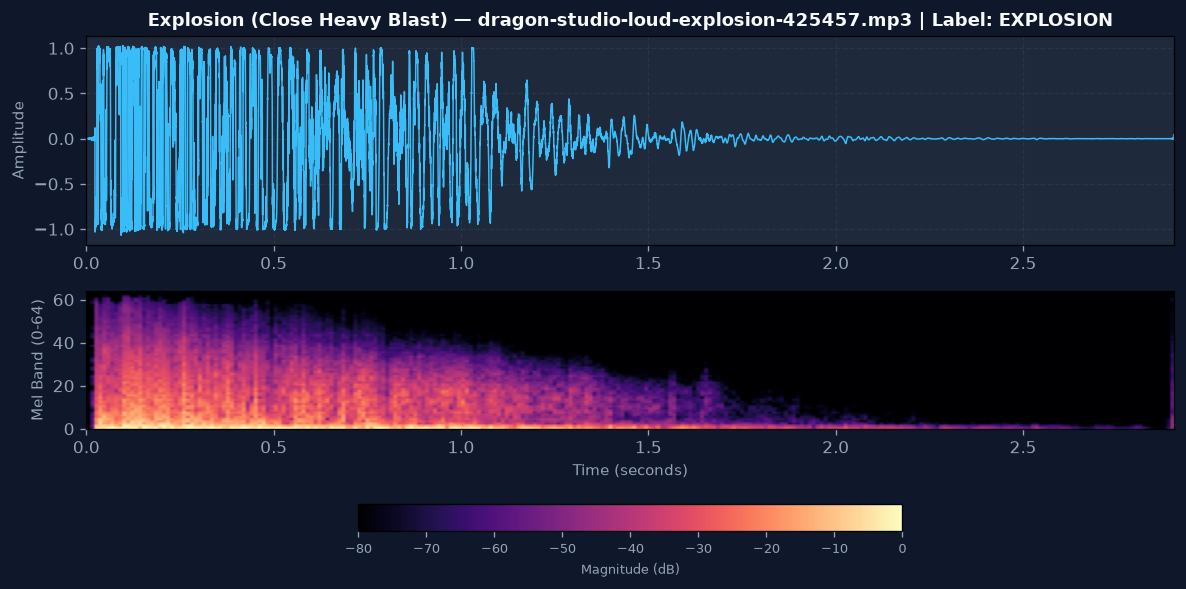 Explosion (Close Heavy Blast) — dragon-studio-loud-explosion-425457.mp3 | Label: EXPLOSION
Amplitude
1.0
0.5
0.0
−0.5
−1.0
0.0 0.5 1.0 1.5 2.0 2.5
Mel Band (0-64)
60
40
20
0
0.0 0.5 1.0 1.5 2.0 2.5
Time (seconds)
−80 −70 −60 −50 −40 −30 −20 −10 0
Magnitude (dB)